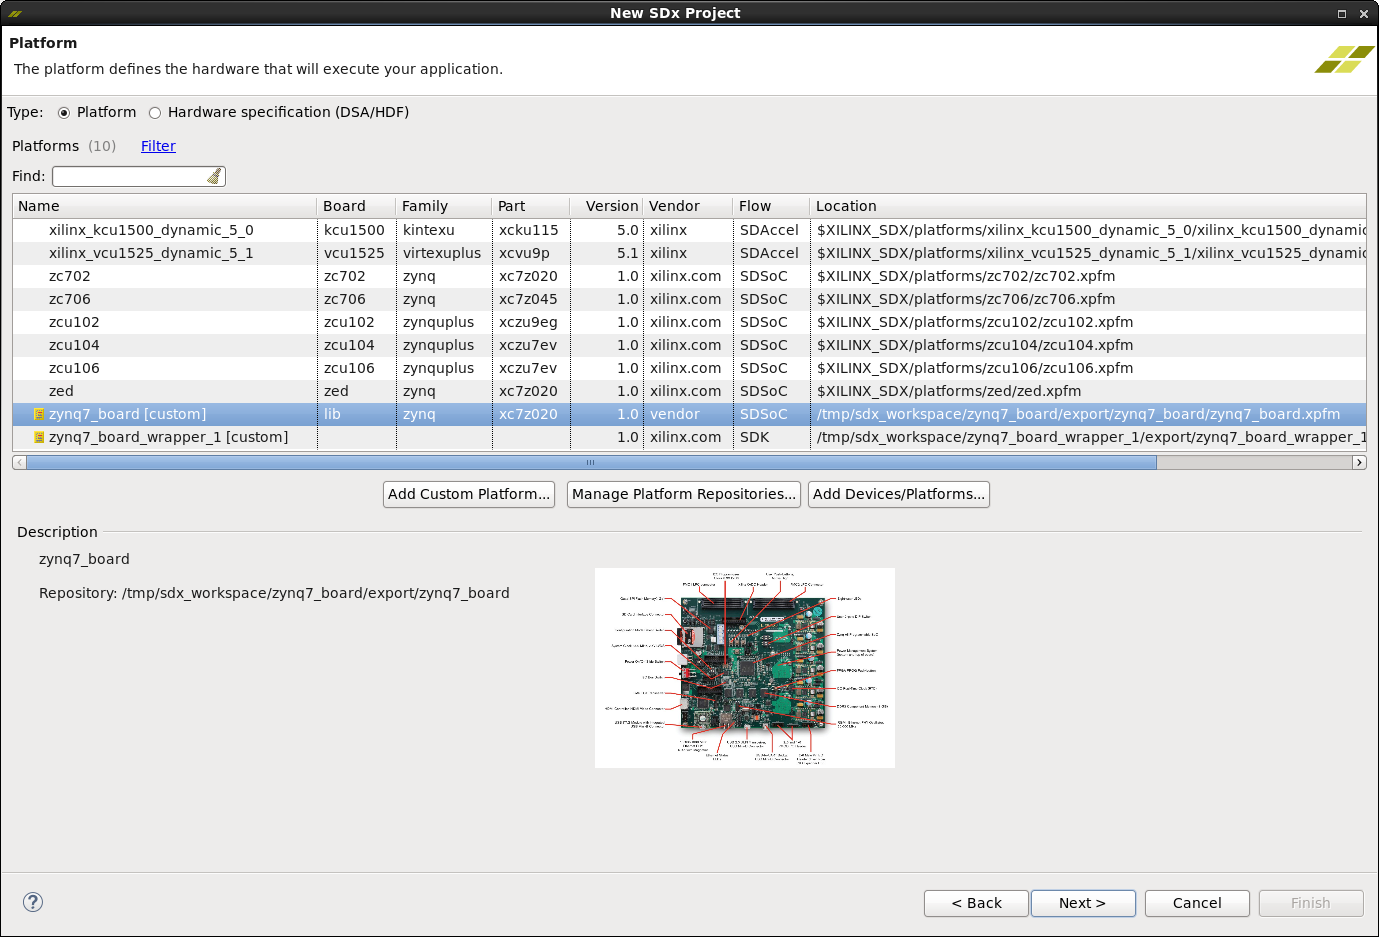 New SDx Project
Platform
The platform defines the hardware that will execute your application.
Type: Platform Hardware specification (DSA/HDF)
Platforms (10) Filter
Find:
Name Board Family Part Version Vendor Flow Location
xilinx_kcu1500_dynamic_5_0 kcu1500 kintexu xcku115 5.0 xilinx SDAccel $XILINX_SDX/platforms/xilinx_kcu1500_dynamic_5_0/xilinx_kcu1500_dynamic
xilinx_vcu1525_dynamic_5_1 vcu1525 virtexuplus xcvu9p 5.1 xilinx SDAccel $XILINX_SDX/platforms/xilinx_vcu1525_dynamic_5_1/xilinx_vcu1525_dynamic
zc702 zc702 zynq xc7z020 1.0 xilinx.com SDSoC $XILINX_SDX/platforms/zc702/zc702.xpfm
zc706 zc706 zynq xc7z045 1.0 xilinx.com SDSoC $XILINX_SDX/platforms/zc706/zc706.xpfm
zcu102 zcu102 zynquplus xczu9eg 1.0 xilinx.com SDSoC $XILINX_SDX/platforms/zcu102/zcu102.xpfm
zcu104 zcu104 zynquplus xczu7ev 1.0 xilinx.com SDSoC $XILINX_SDX/platforms/zcu104/zcu104.xpfm
zcu106 zcu106 zynquplus xczu7ev 1.0 xilinx.com SDSoC $XILINX_SDX/platforms/zcu106/zcu106.xpfm
zed zed zynq xc7z020 1.0 xilinx.com SDSoC $XILINX_SDX/platforms/zed/zed.xpfm
zynq7_board [custom] lib zynq xc7z020 1.0 vendor SDSoC /tmp/sdx_workspace/zynq7_board/export/zynq7_board/zynq7_board.xpfm
zynq7_board_wrapper_1 [custom] 1.0 xilinx.com SDK /tmp/sdx_workspace/zynq7_board_wrapper_1/export/zynq7_board_wrapper_1
Add Custom Platform... Manage Platform Repositories... Add Devices/Platforms...
Description
zynq7_board
Repository: /tmp/sdx_workspace/zynq7_board/export/zynq7_board
? < Back Next > Cancel Finish